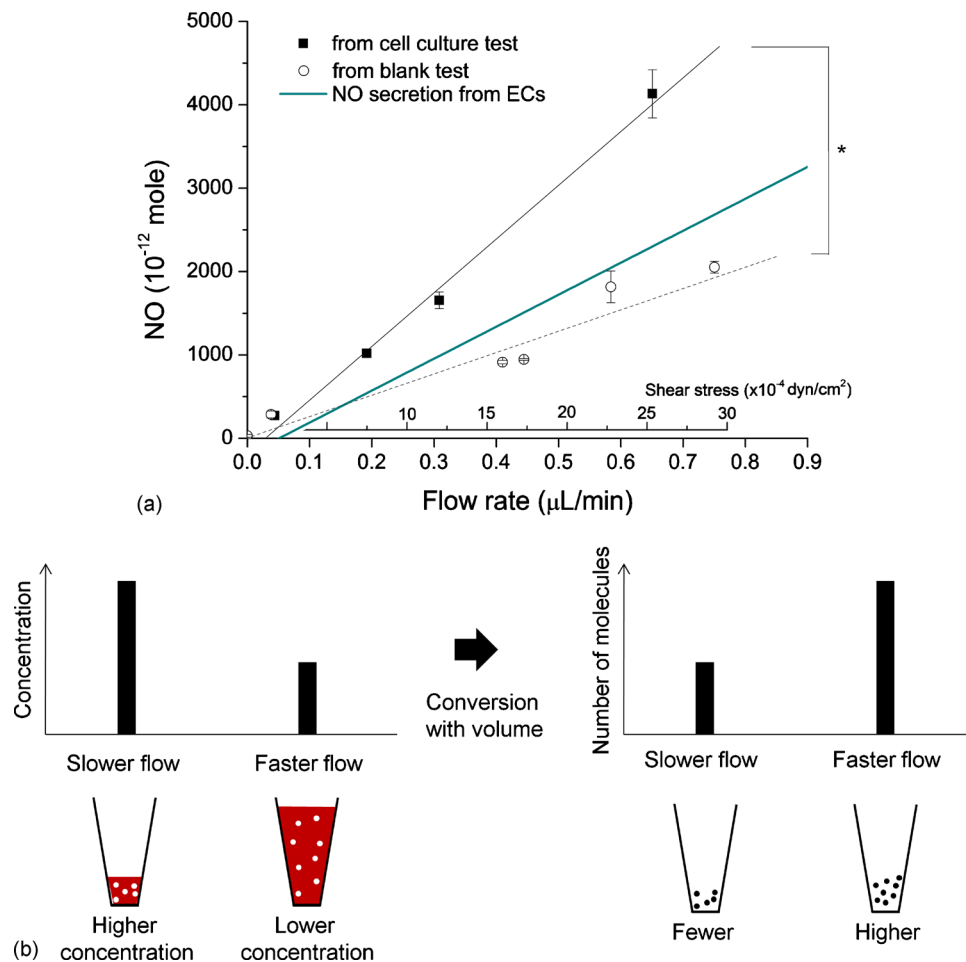 5000
4000
3000
2000
1000
0
NO (10⁻¹² mole)
from cell culture test
from blank test
NO secretion from ECs
*
Shear stress (x10⁻⁴ dyn/cm²)
10 15 20 25 30
0.0 0.1 0.2 0.3 0.4 0.5 0.6 0.7 0.8 0.9
Flow rate (μL/min)
(a)
Concentration
Slower flow
Faster flow
Higher
concentration
Lower
concentration
Conversion
with volume
Number of molecules
Slower flow
Faster flow
Fewer
Higher
(b)